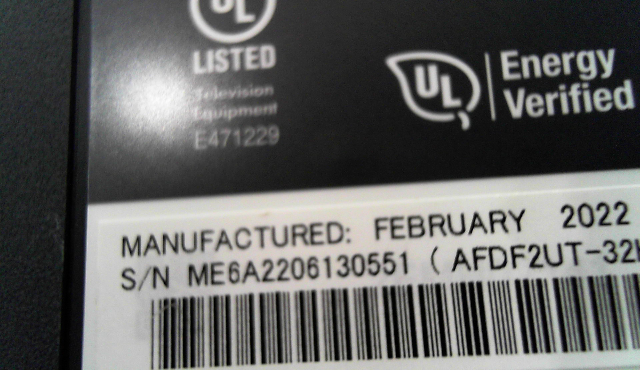 UL
LISTED
Television
Equipment
E471229
UL
Energy
Verified
MANUFACTURED: FEBRUARY 2022
S/N ME6A2206130551 ( AFDF2UT-32